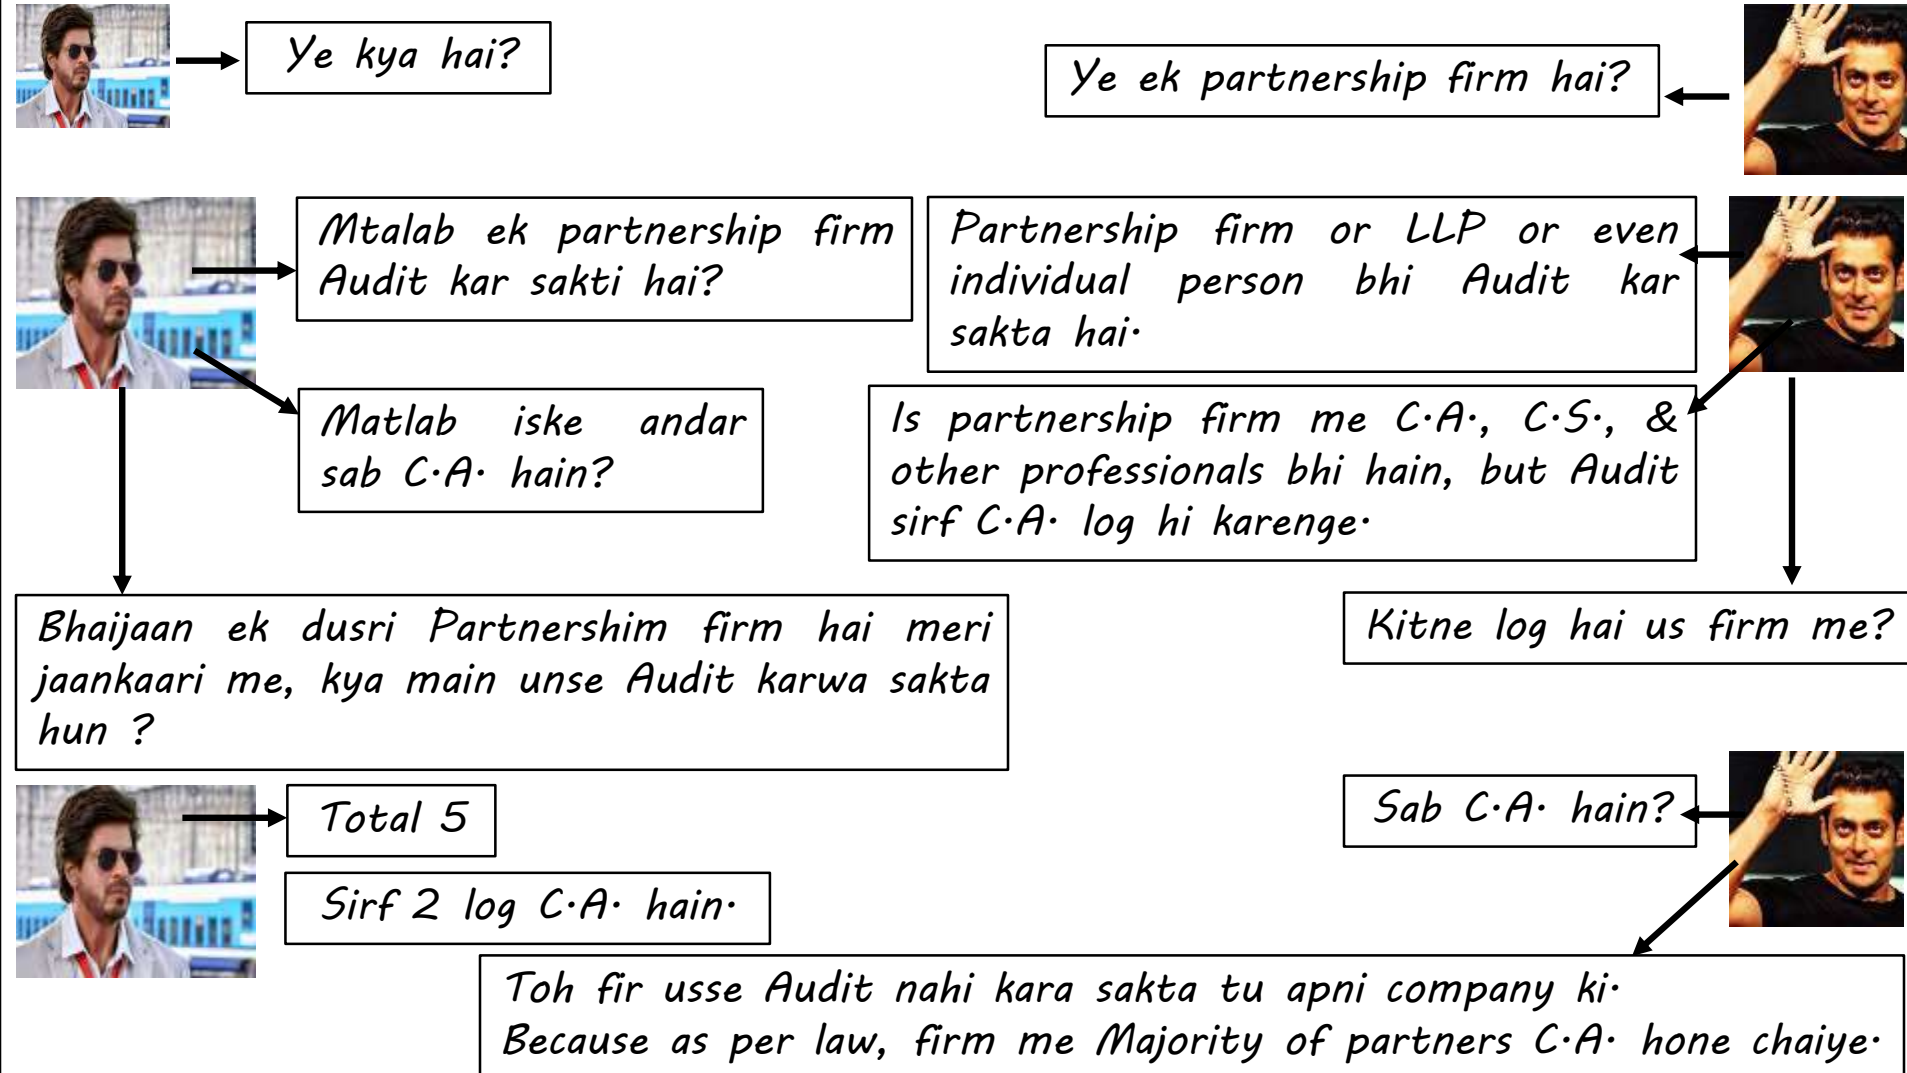 Ye kya hai?
Ye ek partnership firm hai?
Mtalab ek partnership firm
Audit kar sakti hai?
Partnership firm or LLP or even
individual person bhi Audit kar
sakta hai.
Matlab iske andar
sab C.A. hain?
Is partnership firm me C.A., C.S., &
other professionals bhi hain, but Audit
sirf C.A. log hi karenge.
Bhaijaan ek dusri Partnershim firm hai meri
jaankaari me, kya main unse Audit karwa sakta
hun ?
Kitne log hai us firm me?
Total 5
Sab C.A. hain?
Sirf 2 log C.A. hain.
Toh fir usse Audit nahi kara sakta tu apni company ki.
Because as per law, firm me Majority of partners C.A. hone chaiye.